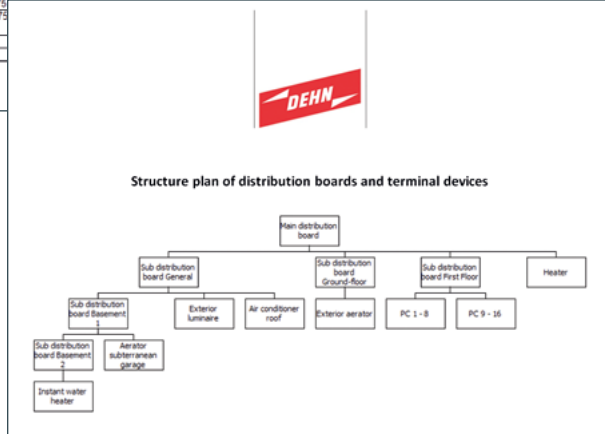 DEHN
Structure plan of distribution boards and terminal devices
Main distribution
board
Sub distribution
board General
Sub distribution
board
Ground-floor
Sub distribution
board First Floor
Heater
Sub distribution
board Basement
1
Exterior
luminaire
Air conditioner
roof
Exterior aerator
PC 1 - 8
PC 9 - 16
Sub distribution
board Basement
2
Aerator
subterranean
garage
Instant water
heater